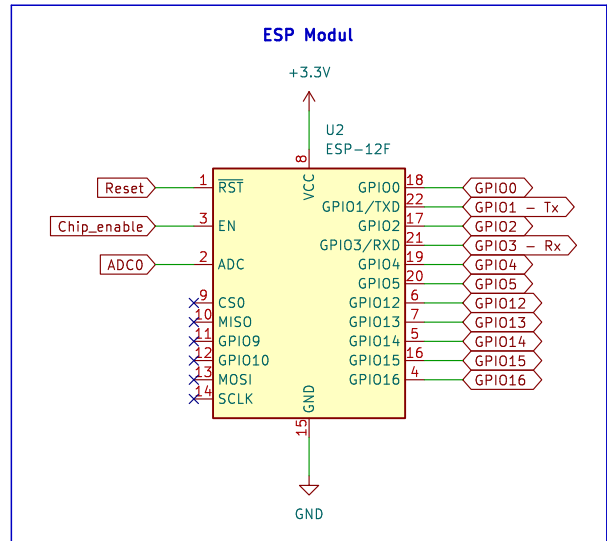 ESP Modul
+3.3V
U2
ESP-12F
8
VCC
Reset 1 RST GPIO0 18 GPIO0
GPIO1/TXD 22 GPIO1 - Tx
Chip_enable 3 EN GPIO2 17 GPIO2
GPIO3/RXD 21 GPIO3 - Rx
ADC0 2 ADC GPIO4 19 GPIO4
GPIO5 20 GPIO5
9 CS0 GPIO12 6 GPIO12
10 MISO GPIO13 7 GPIO13
11 GPIO9 GPIO14 5 GPIO14
12 GPIO10 GPIO15 16 GPIO15
13 MOSI GPIO16 4 GPIO16
14 SCLK
GND
15
GND